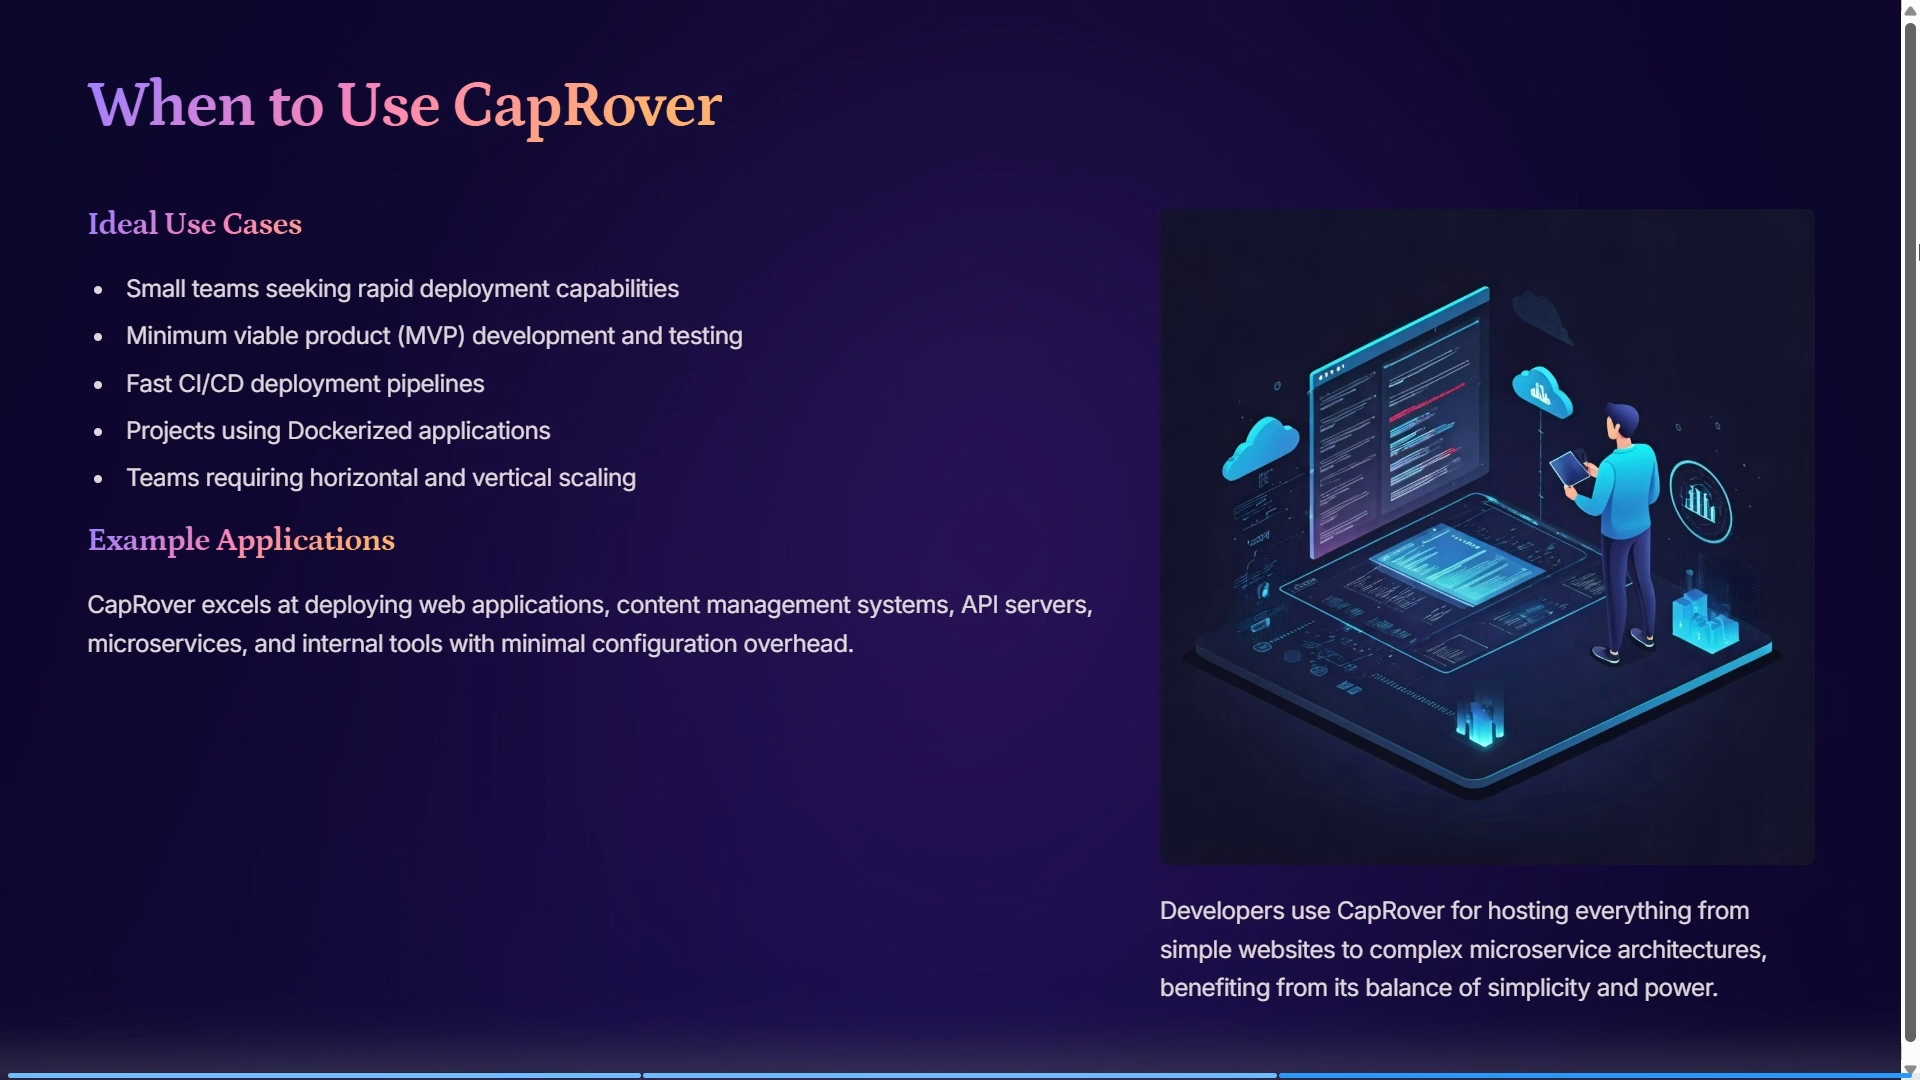 When to Use CapRover
Ideal Use Cases
Small teams seeking rapid deployment capabilities
Minimum viable product (MVP) development and testing
Fast CI/CD deployment pipelines
Projects using Dockerized applications
Teams requiring horizontal and vertical scaling
Example Applications
CapRover excels at deploying web applications, content management systems, API servers,
microservices, and internal tools with minimal configuration overhead.
Developers use CapRover for hosting everything from
simple websites to complex microservice architectures,
benefiting from its balance of simplicity and power.